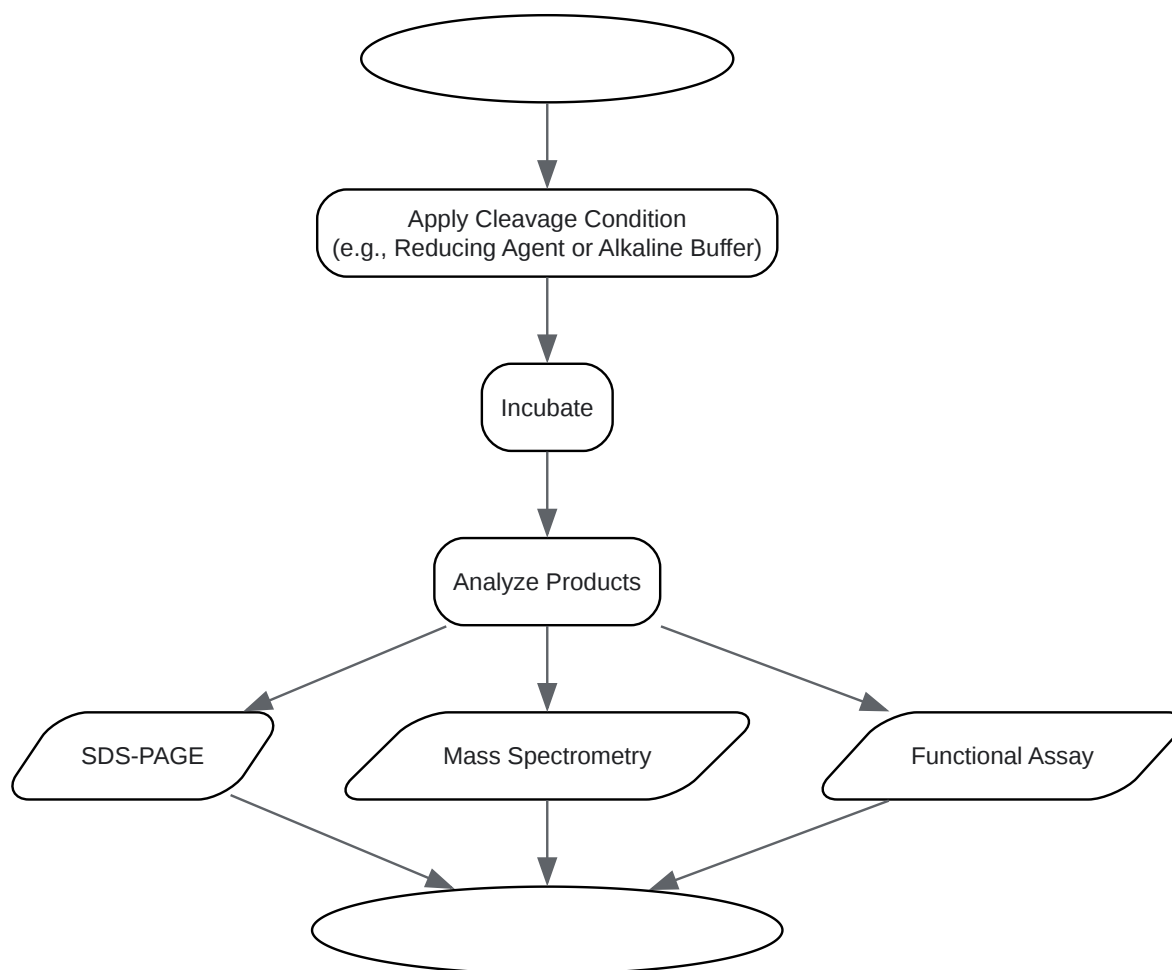 Apply Cleavage Condition
(e.g., Reducing Agent or Alkaline Buffer)
Incubate
Analyze Products
SDS-PAGE
Mass Spectrometry
Functional Assay